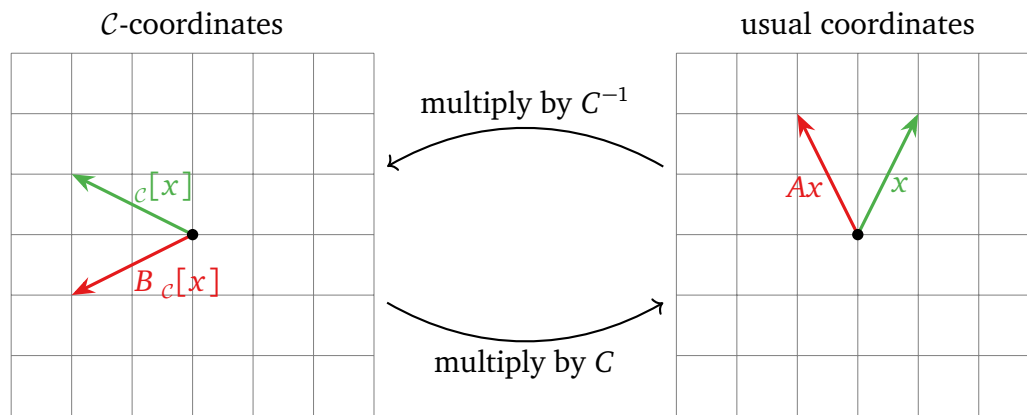 𝒞-coordinates
usual coordinates
multiply by C⁻¹
𝒞[x]
Ax
x
B 𝒞[x]
multiply by C